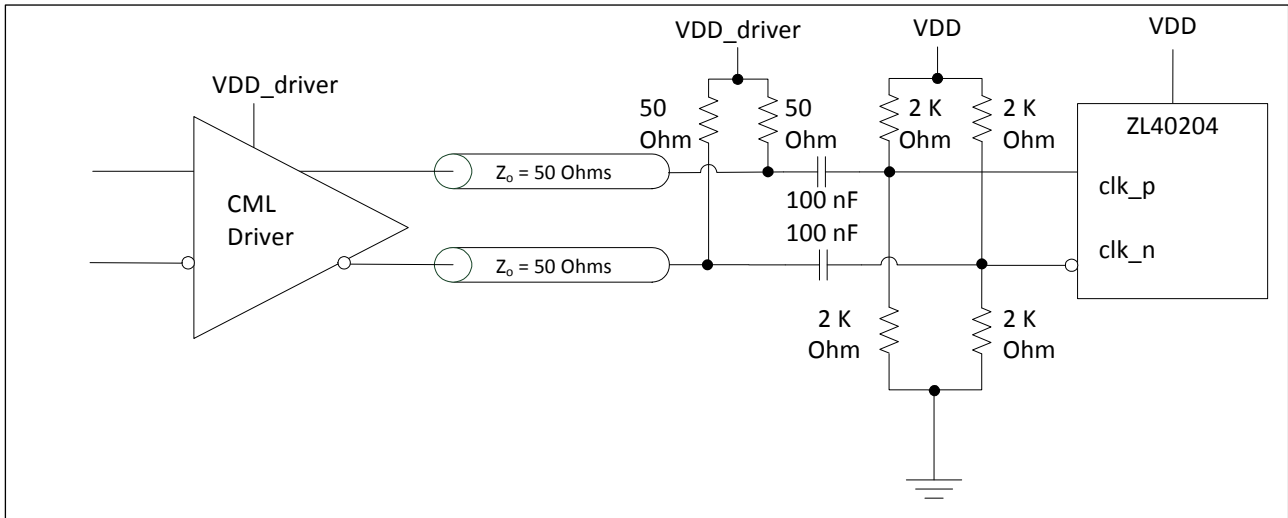 VDD_driver
VDD
VDD
VDD_driver
50
Ohm
50
Ohm
2 K
Ohm
2 K
Ohm
ZL40204
Zo = 50 Ohms
clk_p
CML
Driver
100 nF
100 nF
clk_n
Zo = 50 Ohms
2 K
Ohm
2 K
Ohm